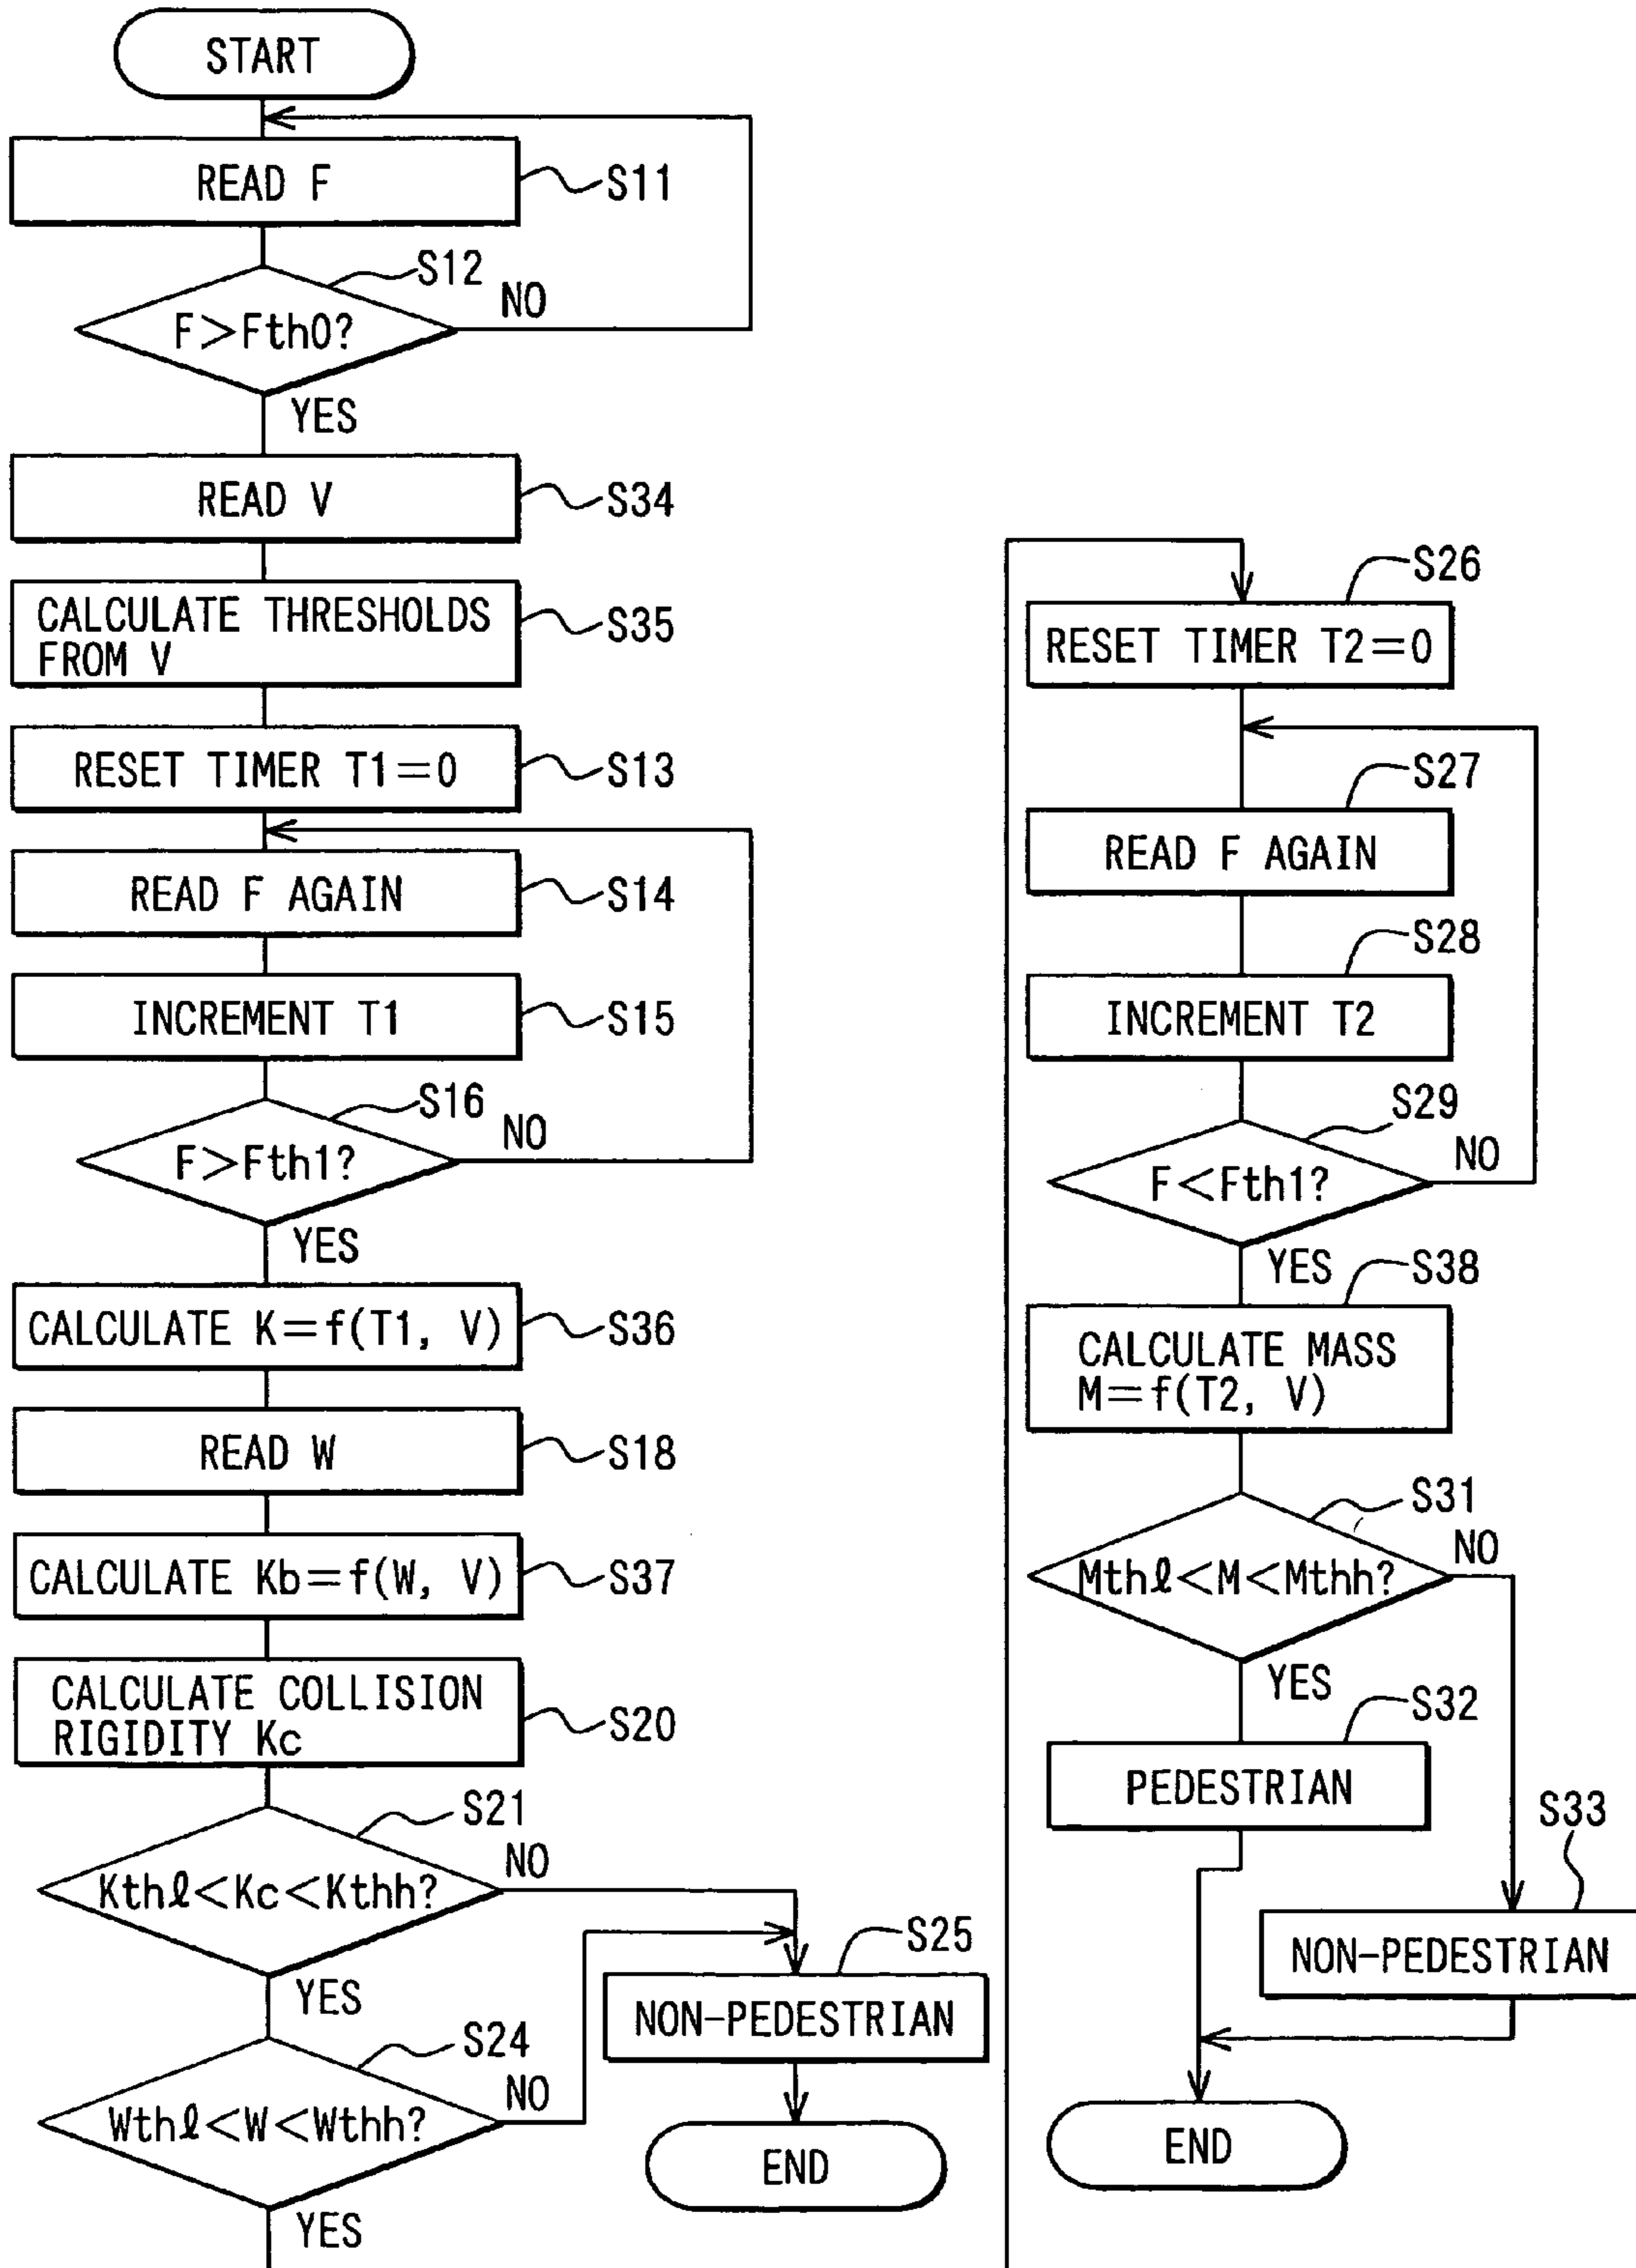 START
READ F
S11
S12
F>Fth0?
NO
YES
READ V
S34
CALCULATE THRESHOLDS
FROM V
S35
RESET TIMER T1=0
S13
READ F AGAIN
S14
INCREMENT T1
S15
S16
F>Fth1?
NO
YES
CALCULATE K=f(T1, V)
S36
READ W
S18
CALCULATE Kb=f(W, V)
S37
CALCULATE COLLISION
RIGIDITY Kc
S20
S21
Kthℓ<Kc<Kthh?
NO
YES
S24
Wthℓ<W<Wthh?
NO
YES
S25
NON-PEDESTRIAN
END
S26
RESET TIMER T2=0
S27
READ F AGAIN
S28
INCREMENT T2
S29
F<Fth1?
NO
YES
S38
CALCULATE MASS
M=f(T2, V)
S31
Mthℓ<M<Mthh?
NO
YES
S32
PEDESTRIAN
S33
NON-PEDESTRIAN
END